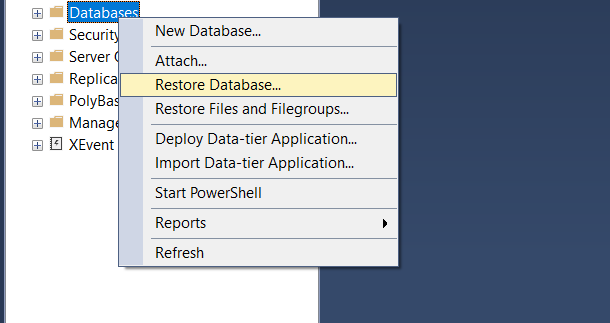 Databases
Security
Server
Replica
PolyBas
Manage
XEvent
New Database...
Attach...
Restore Database...
Restore Files and Filegroups...
Deploy Data-tier Application...
Import Data-tier Application...
Start PowerShell
Reports
Refresh